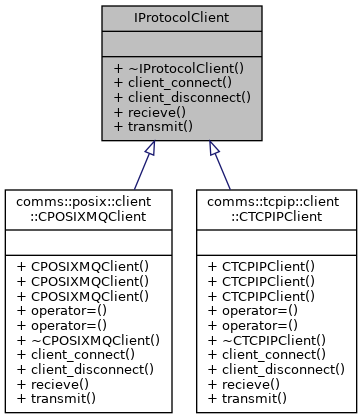 IProtocolClient
+ ~IProtocolClient()
+ client_connect()
+ client_disconnect()
+ recieve()
+ transmit()
comms::posix::client
::CPOSIXMQClient
+ CPOSIXMQClient()
+ CPOSIXMQClient()
+ CPOSIXMQClient()
+ operator=()
+ operator=()
+ ~CPOSIXMQClient()
+ client_connect()
+ client_disconnect()
+ recieve()
+ transmit()
comms::tcpip::client
::CTCPIPClient
+ CTCPIPClient()
+ CTCPIPClient()
+ CTCPIPClient()
+ operator=()
+ operator=()
+ ~CTCPIPClient()
+ client_connect()
+ client_disconnect()
+ recieve()
+ transmit()